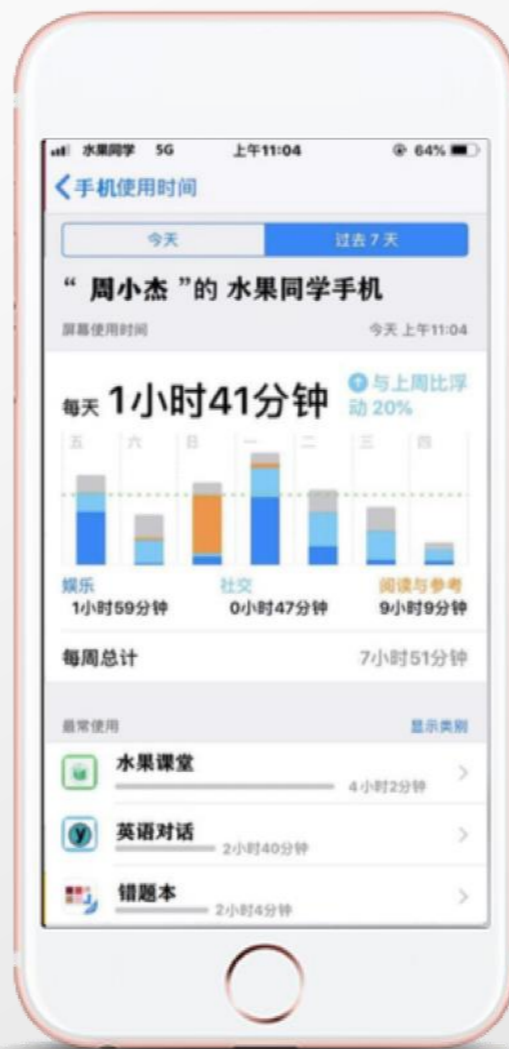 水果同学 5G 上午11:04 64%
手机使用时间
今天 过去7天
“ 周小杰 ”的 水果同学手机
屏幕使用时间 今天 上午11:04
每天 1小时41分钟 与上周比浮
动 20%
五 六 日 一 二 三 四
娱乐 社交 阅读与参考
1小时59分钟 0小时47分钟 9小时9分钟
每周总计 7小时51分钟
最常使用 显示类别
水果课堂
4小时2分钟
y
英语对话
2小时40分钟
错题本
2小时4分钟